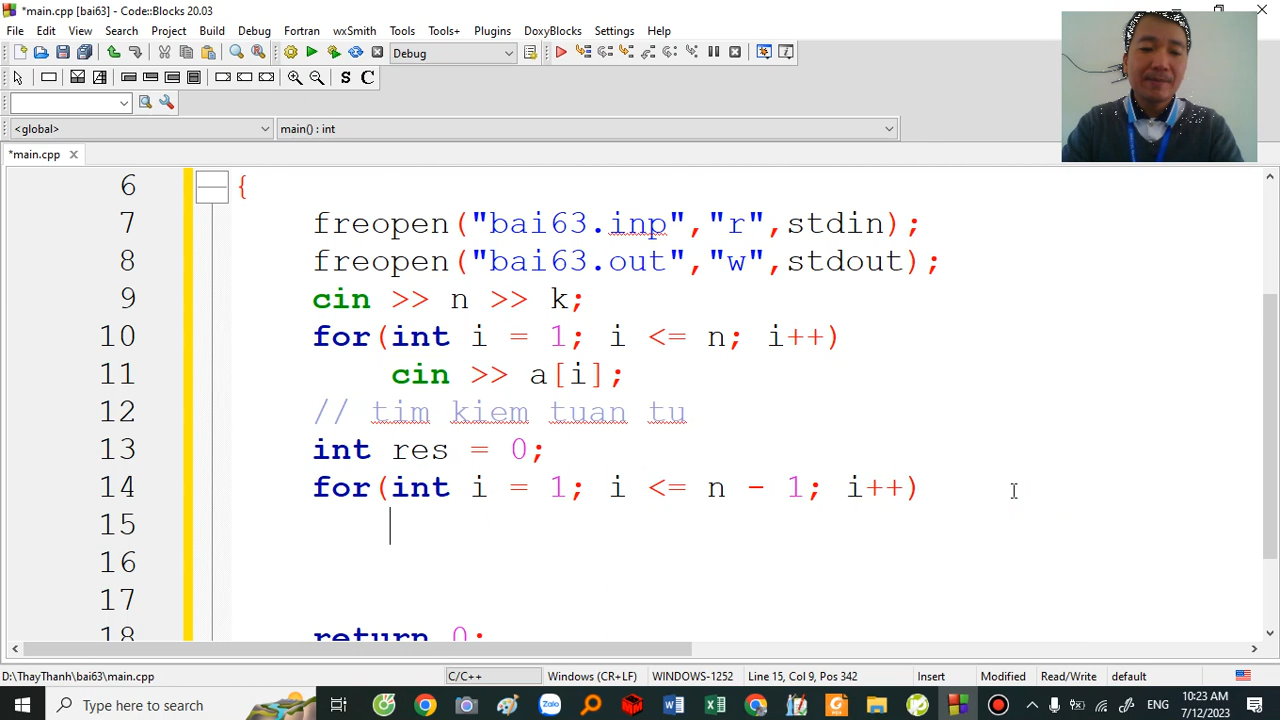 *main.cpp [bai63] - Code::Blocks 20.03
File Edit View Search Project Build Debug Fortran wxSmith Tools Tools+ Plugins DoxyBlocks Settings Help
Debug
S C
<global> main() : int
*main.cpp
6 {
7 freopen("bai63.inp","r",stdin);
8 freopen("bai63.out","w",stdout);
9 cin >> n >> k;
10 for(int i = 1; i <= n; i++)
11 cin >> a[i];
12 // tim kiem tuan tu
13 int res = 0;
14 for(int i = 1; i <= n - 1; i++)
15
16
17
18 return 0;
D:\ThayThanh\bai63\main.cpp C/C++ Windows (CR+LF) WINDOWS-1252 Line 15, Col 9, Pos 342 Insert Modified Read/Write default
Type here to search Zalo ENG 10:23 AM
7/12/2023